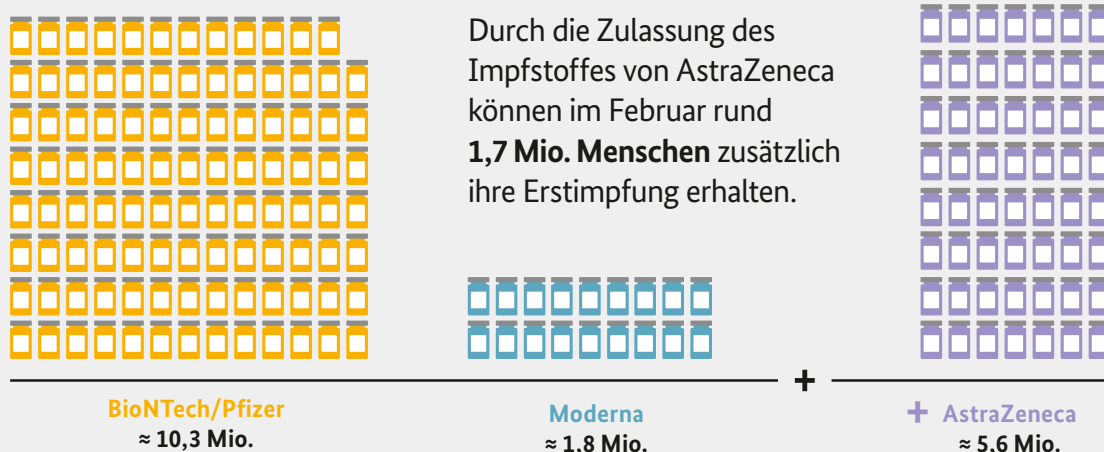 Durch die Zulassung des
Impfstoffes von AstraZeneca
können im Februar rund
1,7 Mio. Menschen zusätzlich
ihre Erstimpfung erhalten.
+
BioNTech/Pfizer
≈ 10,3 Mio.
Moderna
≈ 1,8 Mio.
+ AstraZeneca
≈ 5,6 Mio.